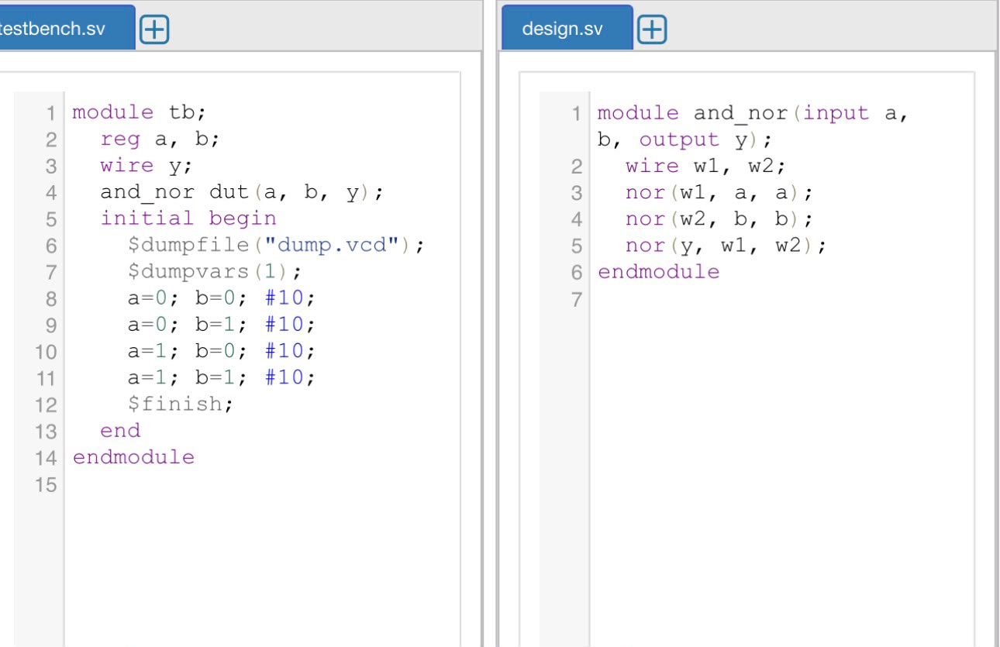 testbench.sv
1 module tb;
2 reg a, b;
3 wire y;
4 and_nor dut(a, b, y);
5 initial begin
6 $dumpfile("dump.vcd");
7 $dumpvars(1);
8 a=0; b=0; #10;
9 a=0; b=1; #10;
10 a=1; b=0; #10;
11 a=1; b=1; #10;
12 $finish;
13 end
14 endmodule
15
design.sv
1 module and_nor(input a,
b, output y);
2 wire w1, w2;
3 nor(w1, a, a);
4 nor(w2, b, b);
5 nor(y, w1, w2);
6 endmodule
7